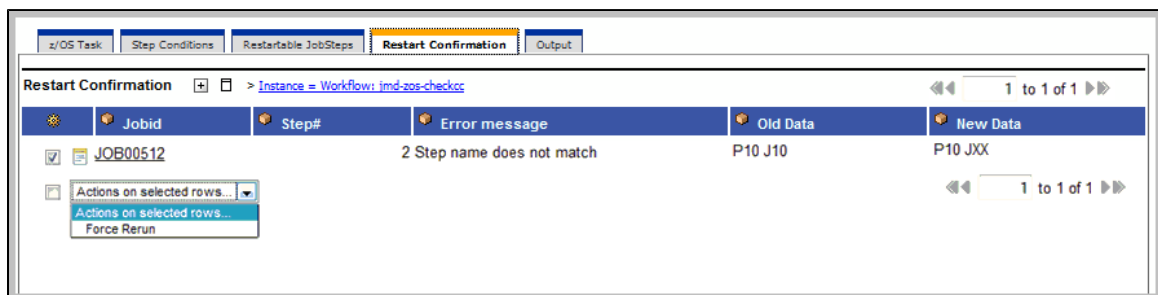 z/OS Task Step Conditions Restartable JobSteps Restart Confirmation Output
Restart Confirmation > Instance = Workflow: jmd-zos-checkcc 1 to 1 of 1
Jobid Step# Error message Old Data New Data
JOB00512 2 Step name does not match P10 J10 P10 JXX
Actions on selected rows... 1 to 1 of 1
Actions on selected rows...
Force Rerun